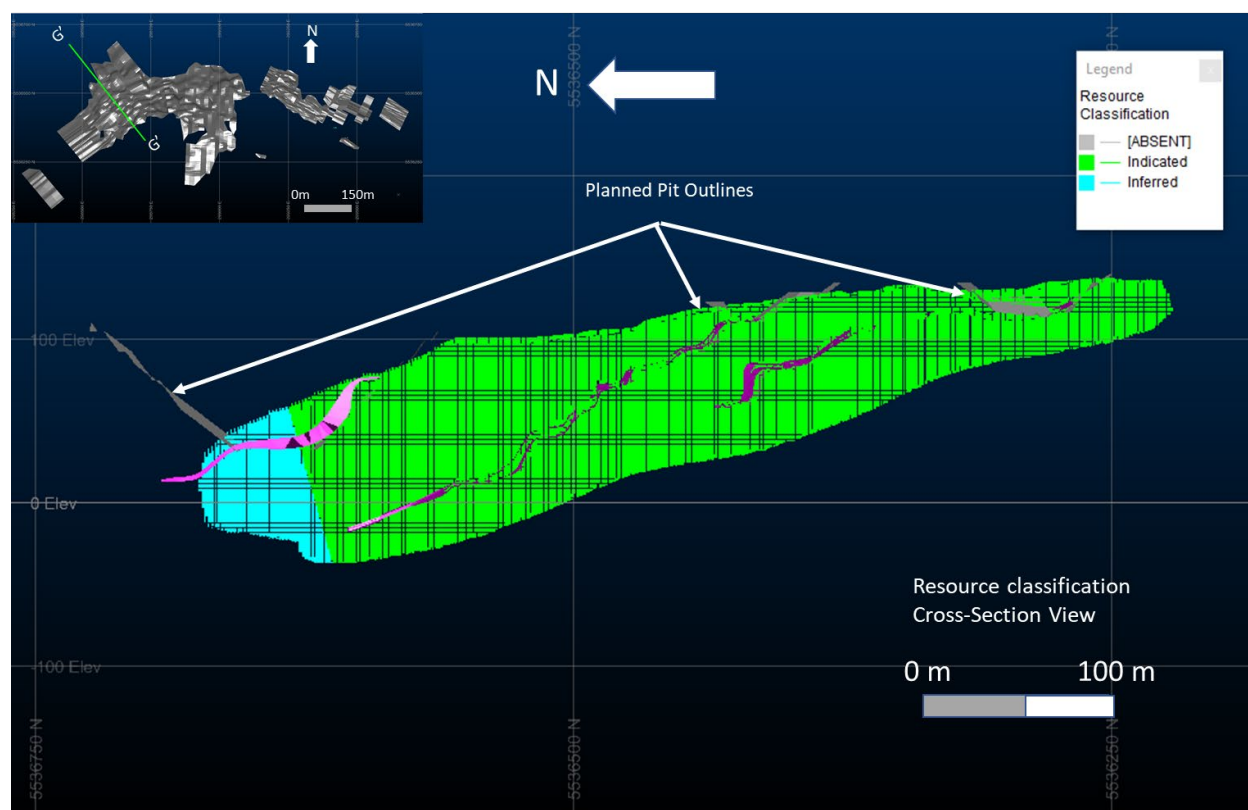 G'
N
G'
0m 150m
N
5536500 N
5536250 N
Legend
x
Resource
Classification
[ABSENT]
Indicated
Inferred
Planned Pit Outlines
100 Elev
0 Elev
-100 Elev
Resource classification
Cross-Section View
0 m 100 m
5536750 N
5536500 N
5536250 N